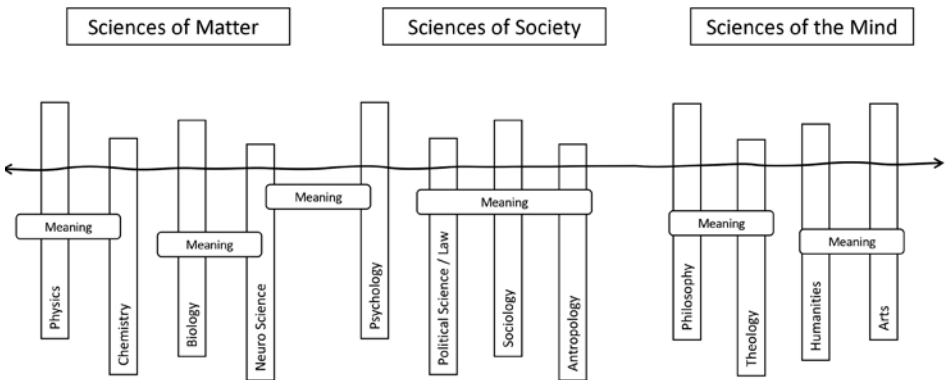 Sciences of Matter
Sciences of Society
Sciences of the Mind
Meaning
Meaning
Meaning
Meaning
Meaning
Meaning
Physics
Chemistry
Biology
Neuro Science
Psychology
Political Science / Law
Sociology
Antropology
Philosophy
Theology
Humanities
Arts